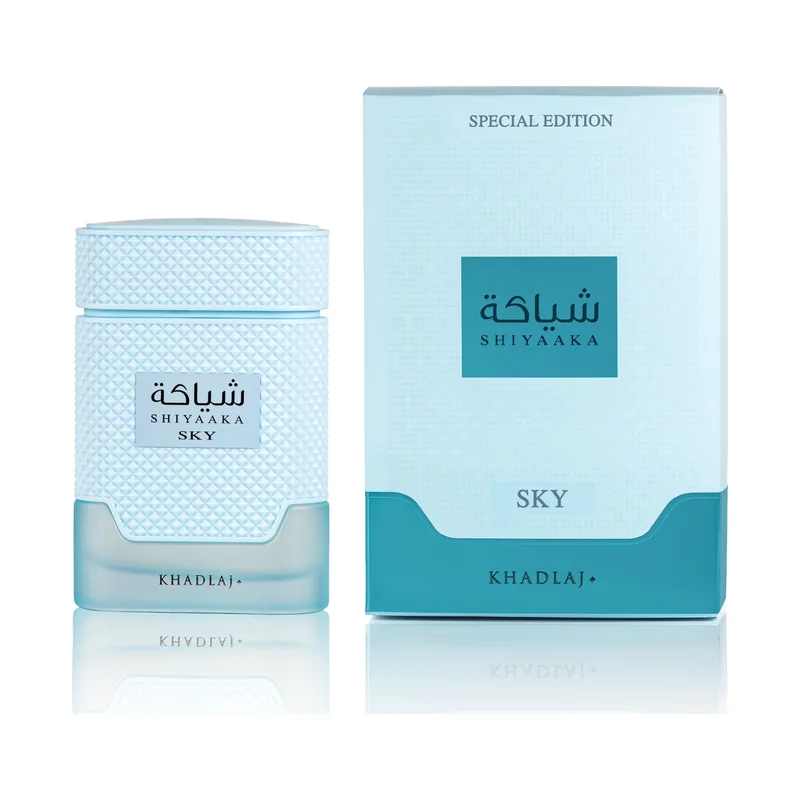 شياكة
SHIYAAKA
SKY
KHADLAJ
SPECIAL EDITION
شياكة
SHIYAAKA
SKY
KHADLAJ